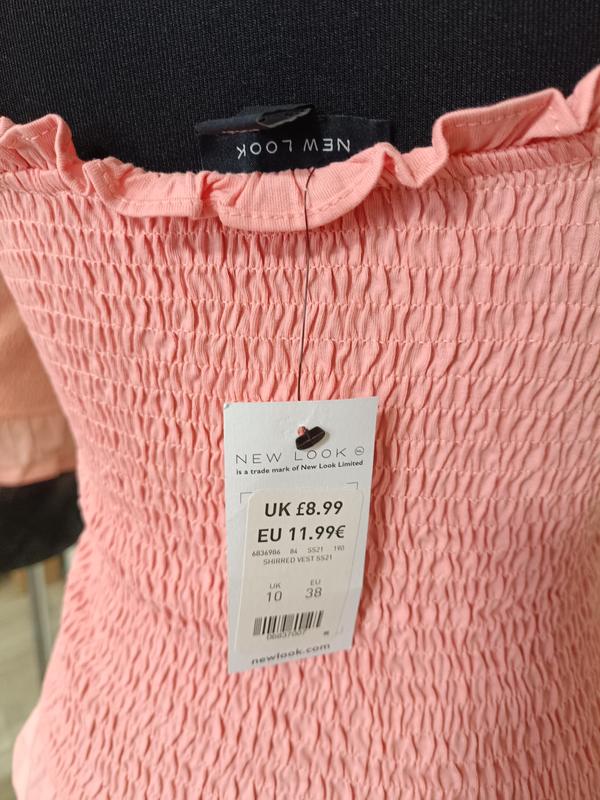 NEW LOOK
NEW LOOK
is a trade mark of New Look Limited
UK £8.99
EU 11.99€
6836986 84 SS21 190
SHIRRED VEST SS21
UK EU
10 38
newlook.com